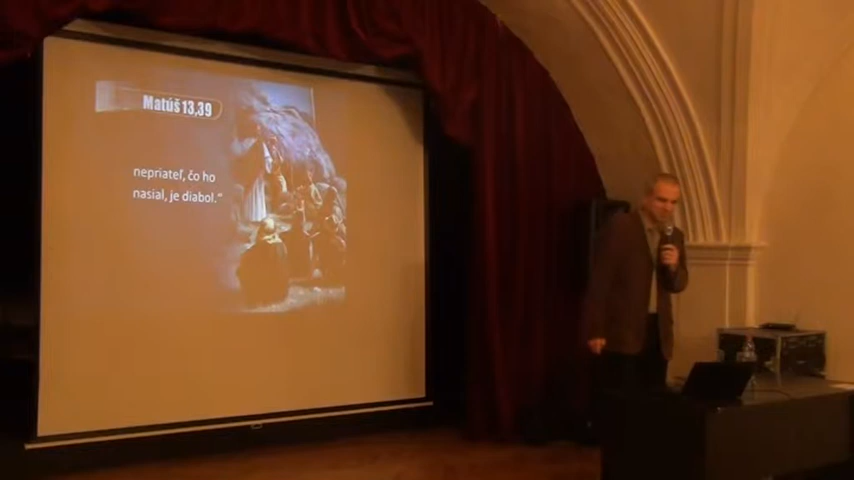 Matúš 13,39
nepriateľ, čo ho
nasial, je diabol.“